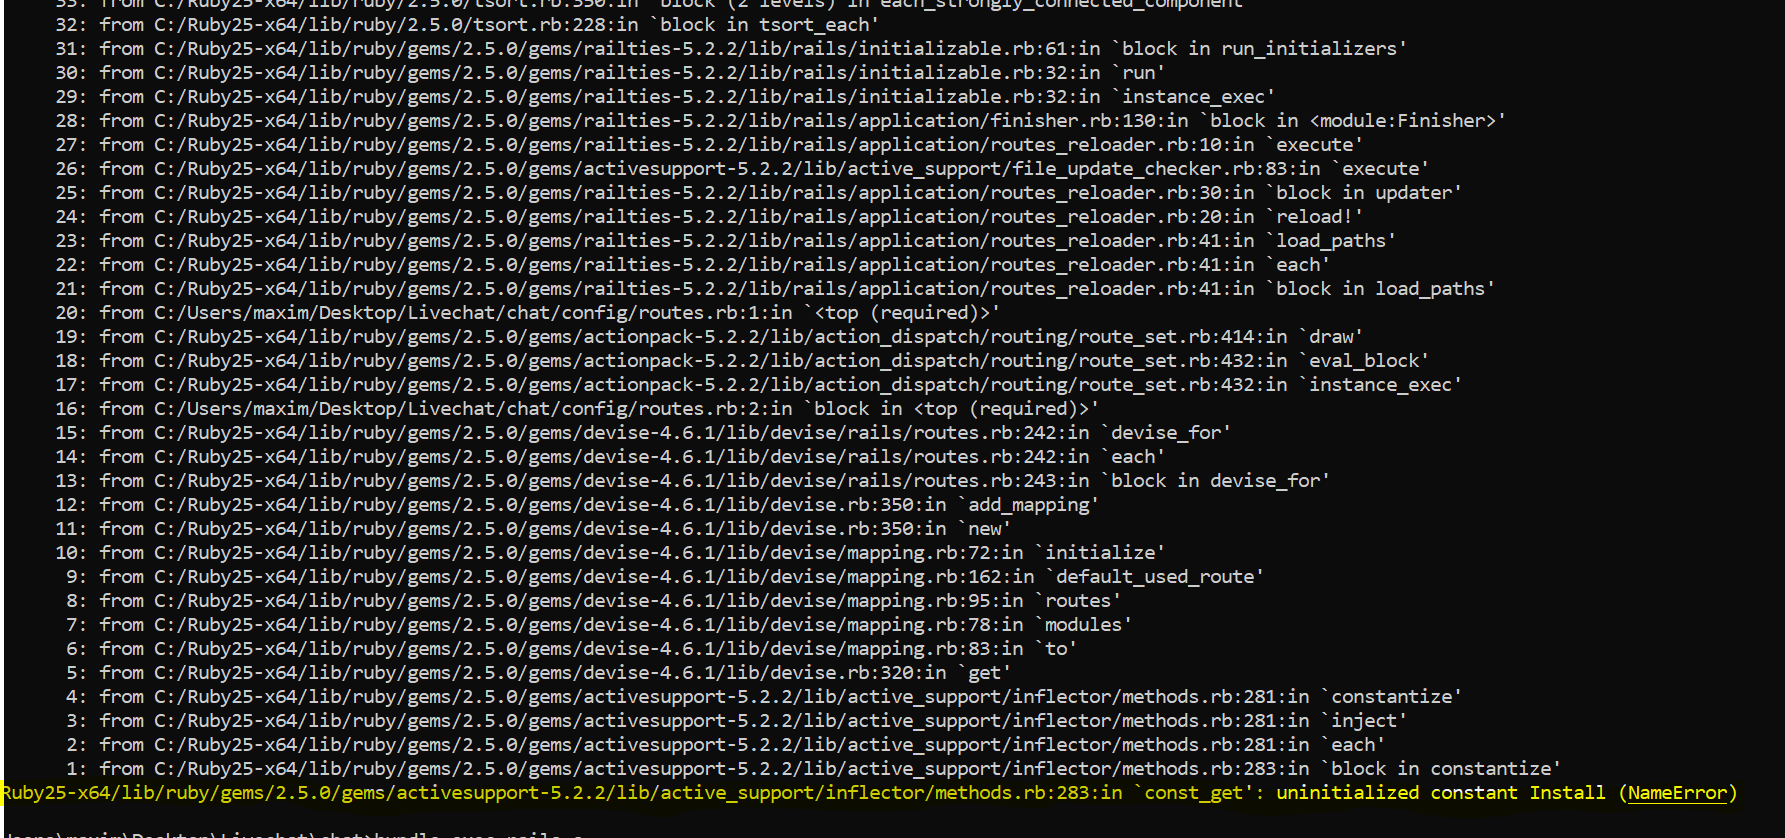 33: from C:/Ruby25-x64/lib/ruby/2.5.0/tsort.rb:350:in `block (2 levels) in each_strongly_connected_component'
32: from C:/Ruby25-x64/lib/ruby/2.5.0/tsort.rb:228:in `block in tsort_each'
31: from C:/Ruby25-x64/lib/ruby/gems/2.5.0/gems/railties-5.2.2/lib/rails/initializable.rb:61:in `block in run_initializers'
30: from C:/Ruby25-x64/lib/ruby/gems/2.5.0/gems/railties-5.2.2/lib/rails/initializable.rb:32:in `run'
29: from C:/Ruby25-x64/lib/ruby/gems/2.5.0/gems/railties-5.2.2/lib/rails/initializable.rb:32:in `instance_exec'
28: from C:/Ruby25-x64/lib/ruby/gems/2.5.0/gems/railties-5.2.2/lib/rails/application/finisher.rb:130:in `block in <module:Finisher>'
27: from C:/Ruby25-x64/lib/ruby/gems/2.5.0/gems/railties-5.2.2/lib/rails/application/routes_reloader.rb:10:in `execute'
26: from C:/Ruby25-x64/lib/ruby/gems/2.5.0/gems/activesupport-5.2.2/lib/active_support/file_update_checker.rb:83:in `execute'
25: from C:/Ruby25-x64/lib/ruby/gems/2.5.0/gems/railties-5.2.2/lib/rails/application/routes_reloader.rb:30:in `block in updater'
24: from C:/Ruby25-x64/lib/ruby/gems/2.5.0/gems/railties-5.2.2/lib/rails/application/routes_reloader.rb:20:in `reload!'
23: from C:/Ruby25-x64/lib/ruby/gems/2.5.0/gems/railties-5.2.2/lib/rails/application/routes_reloader.rb:41:in `load_paths'
22: from C:/Ruby25-x64/lib/ruby/gems/2.5.0/gems/railties-5.2.2/lib/rails/application/routes_reloader.rb:41:in `each'
21: from C:/Ruby25-x64/lib/ruby/gems/2.5.0/gems/railties-5.2.2/lib/rails/application/routes_reloader.rb:41:in `block in load_paths'
20: from C:/Users/maxim/Desktop/Livechat/chat/config/routes.rb:1:in `<top (required)>'
19: from C:/Ruby25-x64/lib/ruby/gems/2.5.0/gems/actionpack-5.2.2/lib/action_dispatch/routing/route_set.rb:414:in `draw'
18: from C:/Ruby25-x64/lib/ruby/gems/2.5.0/gems/actionpack-5.2.2/lib/action_dispatch/routing/route_set.rb:432:in `eval_block'
17: from C:/Ruby25-x64/lib/ruby/gems/2.5.0/gems/actionpack-5.2.2/lib/action_dispatch/routing/route_set.rb:432:in `instance_exec'
16: from C:/Users/maxim/Desktop/Livechat/chat/config/routes.rb:2:in `block in <top (required)>'
15: from C:/Ruby25-x64/lib/ruby/gems/2.5.0/gems/devise-4.6.1/lib/devise/rails/routes.rb:242:in `devise_for'
14: from C:/Ruby25-x64/lib/ruby/gems/2.5.0/gems/devise-4.6.1/lib/devise/rails/routes.rb:242:in `each'
13: from C:/Ruby25-x64/lib/ruby/gems/2.5.0/gems/devise-4.6.1/lib/devise/rails/routes.rb:243:in `block in devise_for'
12: from C:/Ruby25-x64/lib/ruby/gems/2.5.0/gems/devise-4.6.1/lib/devise.rb:350:in `add_mapping'
11: from C:/Ruby25-x64/lib/ruby/gems/2.5.0/gems/devise-4.6.1/lib/devise.rb:350:in `new'
10: from C:/Ruby25-x64/lib/ruby/gems/2.5.0/gems/devise-4.6.1/lib/devise/mapping.rb:72:in `initialize'
9: from C:/Ruby25-x64/lib/ruby/gems/2.5.0/gems/devise-4.6.1/lib/devise/mapping.rb:162:in `default_used_route'
8: from C:/Ruby25-x64/lib/ruby/gems/2.5.0/gems/devise-4.6.1/lib/devise/mapping.rb:95:in `routes'
7: from C:/Ruby25-x64/lib/ruby/gems/2.5.0/gems/devise-4.6.1/lib/devise/mapping.rb:78:in `modules'
6: from C:/Ruby25-x64/lib/ruby/gems/2.5.0/gems/devise-4.6.1/lib/devise/mapping.rb:83:in `to'
5: from C:/Ruby25-x64/lib/ruby/gems/2.5.0/gems/devise-4.6.1/lib/devise.rb:320:in `get'
4: from C:/Ruby25-x64/lib/ruby/gems/2.5.0/gems/activesupport-5.2.2/lib/active_support/inflector/methods.rb:281:in `constantize'
3: from C:/Ruby25-x64/lib/ruby/gems/2.5.0/gems/activesupport-5.2.2/lib/active_support/inflector/methods.rb:281:in `inject'
2: from C:/Ruby25-x64/lib/ruby/gems/2.5.0/gems/activesupport-5.2.2/lib/active_support/inflector/methods.rb:281:in `each'
1: from C:/Ruby25-x64/lib/ruby/gems/2.5.0/gems/activesupport-5.2.2/lib/active_support/inflector/methods.rb:283:in `block in constantize'
Ruby25-x64/lib/ruby/gems/2.5.0/gems/activesupport-5.2.2/lib/active_support/inflector/methods.rb:283:in `const_get': uninitialized constant Install (NameError)